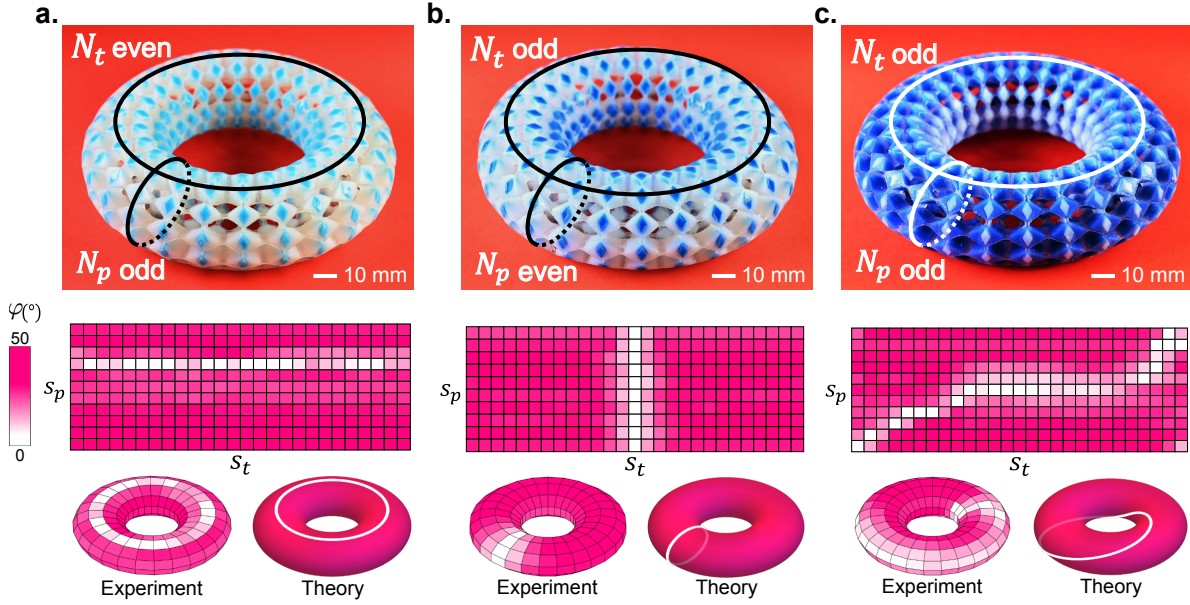 a.
N_t even
N_p odd
10 mm
b.
N_t odd
N_p even
10 mm
c.
N_t odd
N_p odd
10 mm
φ(°)
50
0
s_p
s_t
s_p
s_t
s_p
s_t
Experiment
Theory
Experiment
Theory
Experiment
Theory